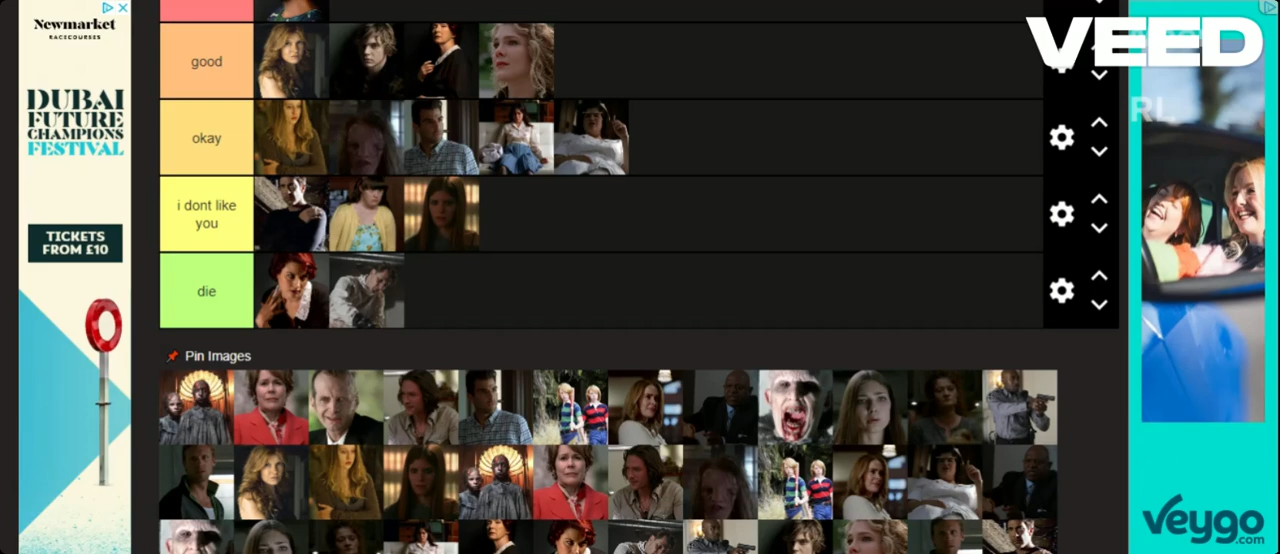 Newmarket
RACECOURSES
DUBAI
FUTURE
CHAMPIONS
FESTIVAL
TICKETS
FROM £10
good
okay
i dont like
you
die
Pin Images
VEED
RL
veygo
.com